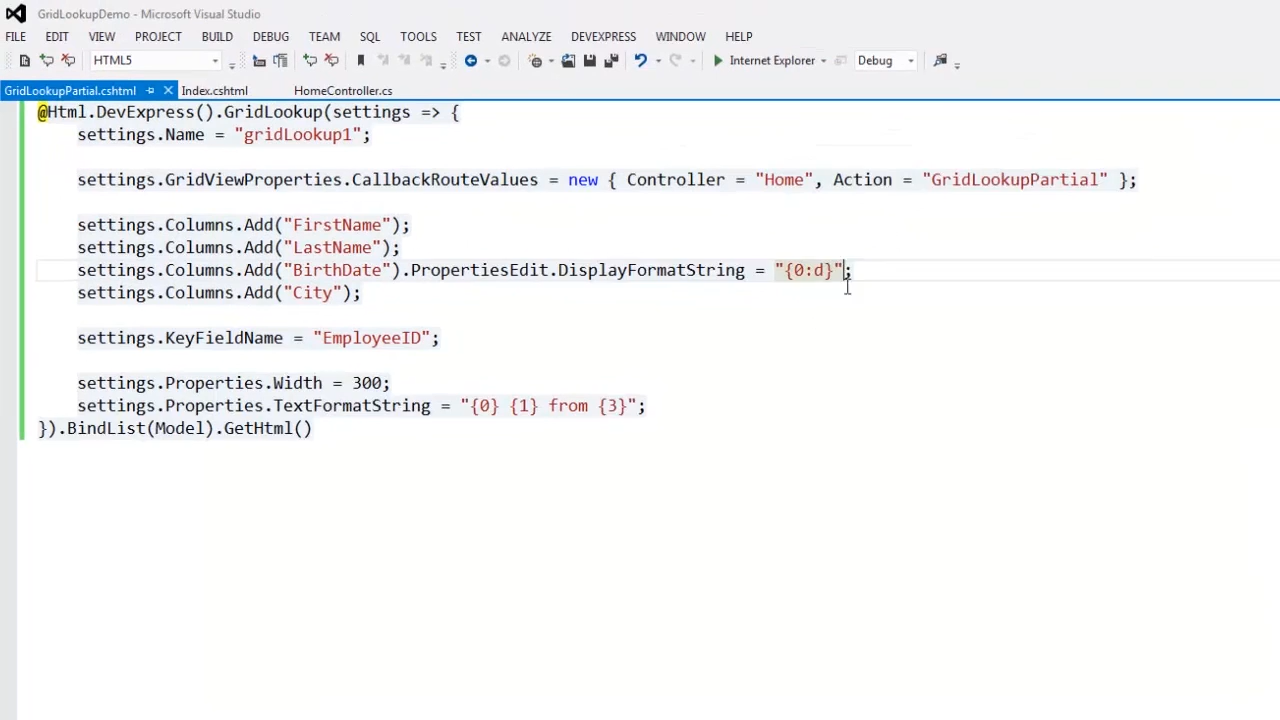 GridLookupDemo - Microsoft Visual Studio
FILE EDIT VIEW PROJECT BUILD DEBUG TEAM SQL TOOLS TEST ANALYZE DEVEXPRESS WINDOW HELP
HTML5 Internet Explorer Debug
GridLookupPartial.cshtml Index.cshtml HomeController.cs
@Html.DevExpress().GridLookup(settings => {
settings.Name = "gridLookup1";
settings.GridViewProperties.CallbackRouteValues = new { Controller = "Home", Action = "GridLookupPartial" };
settings.Columns.Add("FirstName");
settings.Columns.Add("LastName");
settings.Columns.Add("BirthDate").PropertiesEdit.DisplayFormatString = "{0:d}";
settings.Columns.Add("City");
settings.KeyFieldName = "EmployeeID";
settings.Properties.Width = 300;
settings.Properties.TextFormatString = "{0} {1} from {3}";
}).BindList(Model).GetHtml()